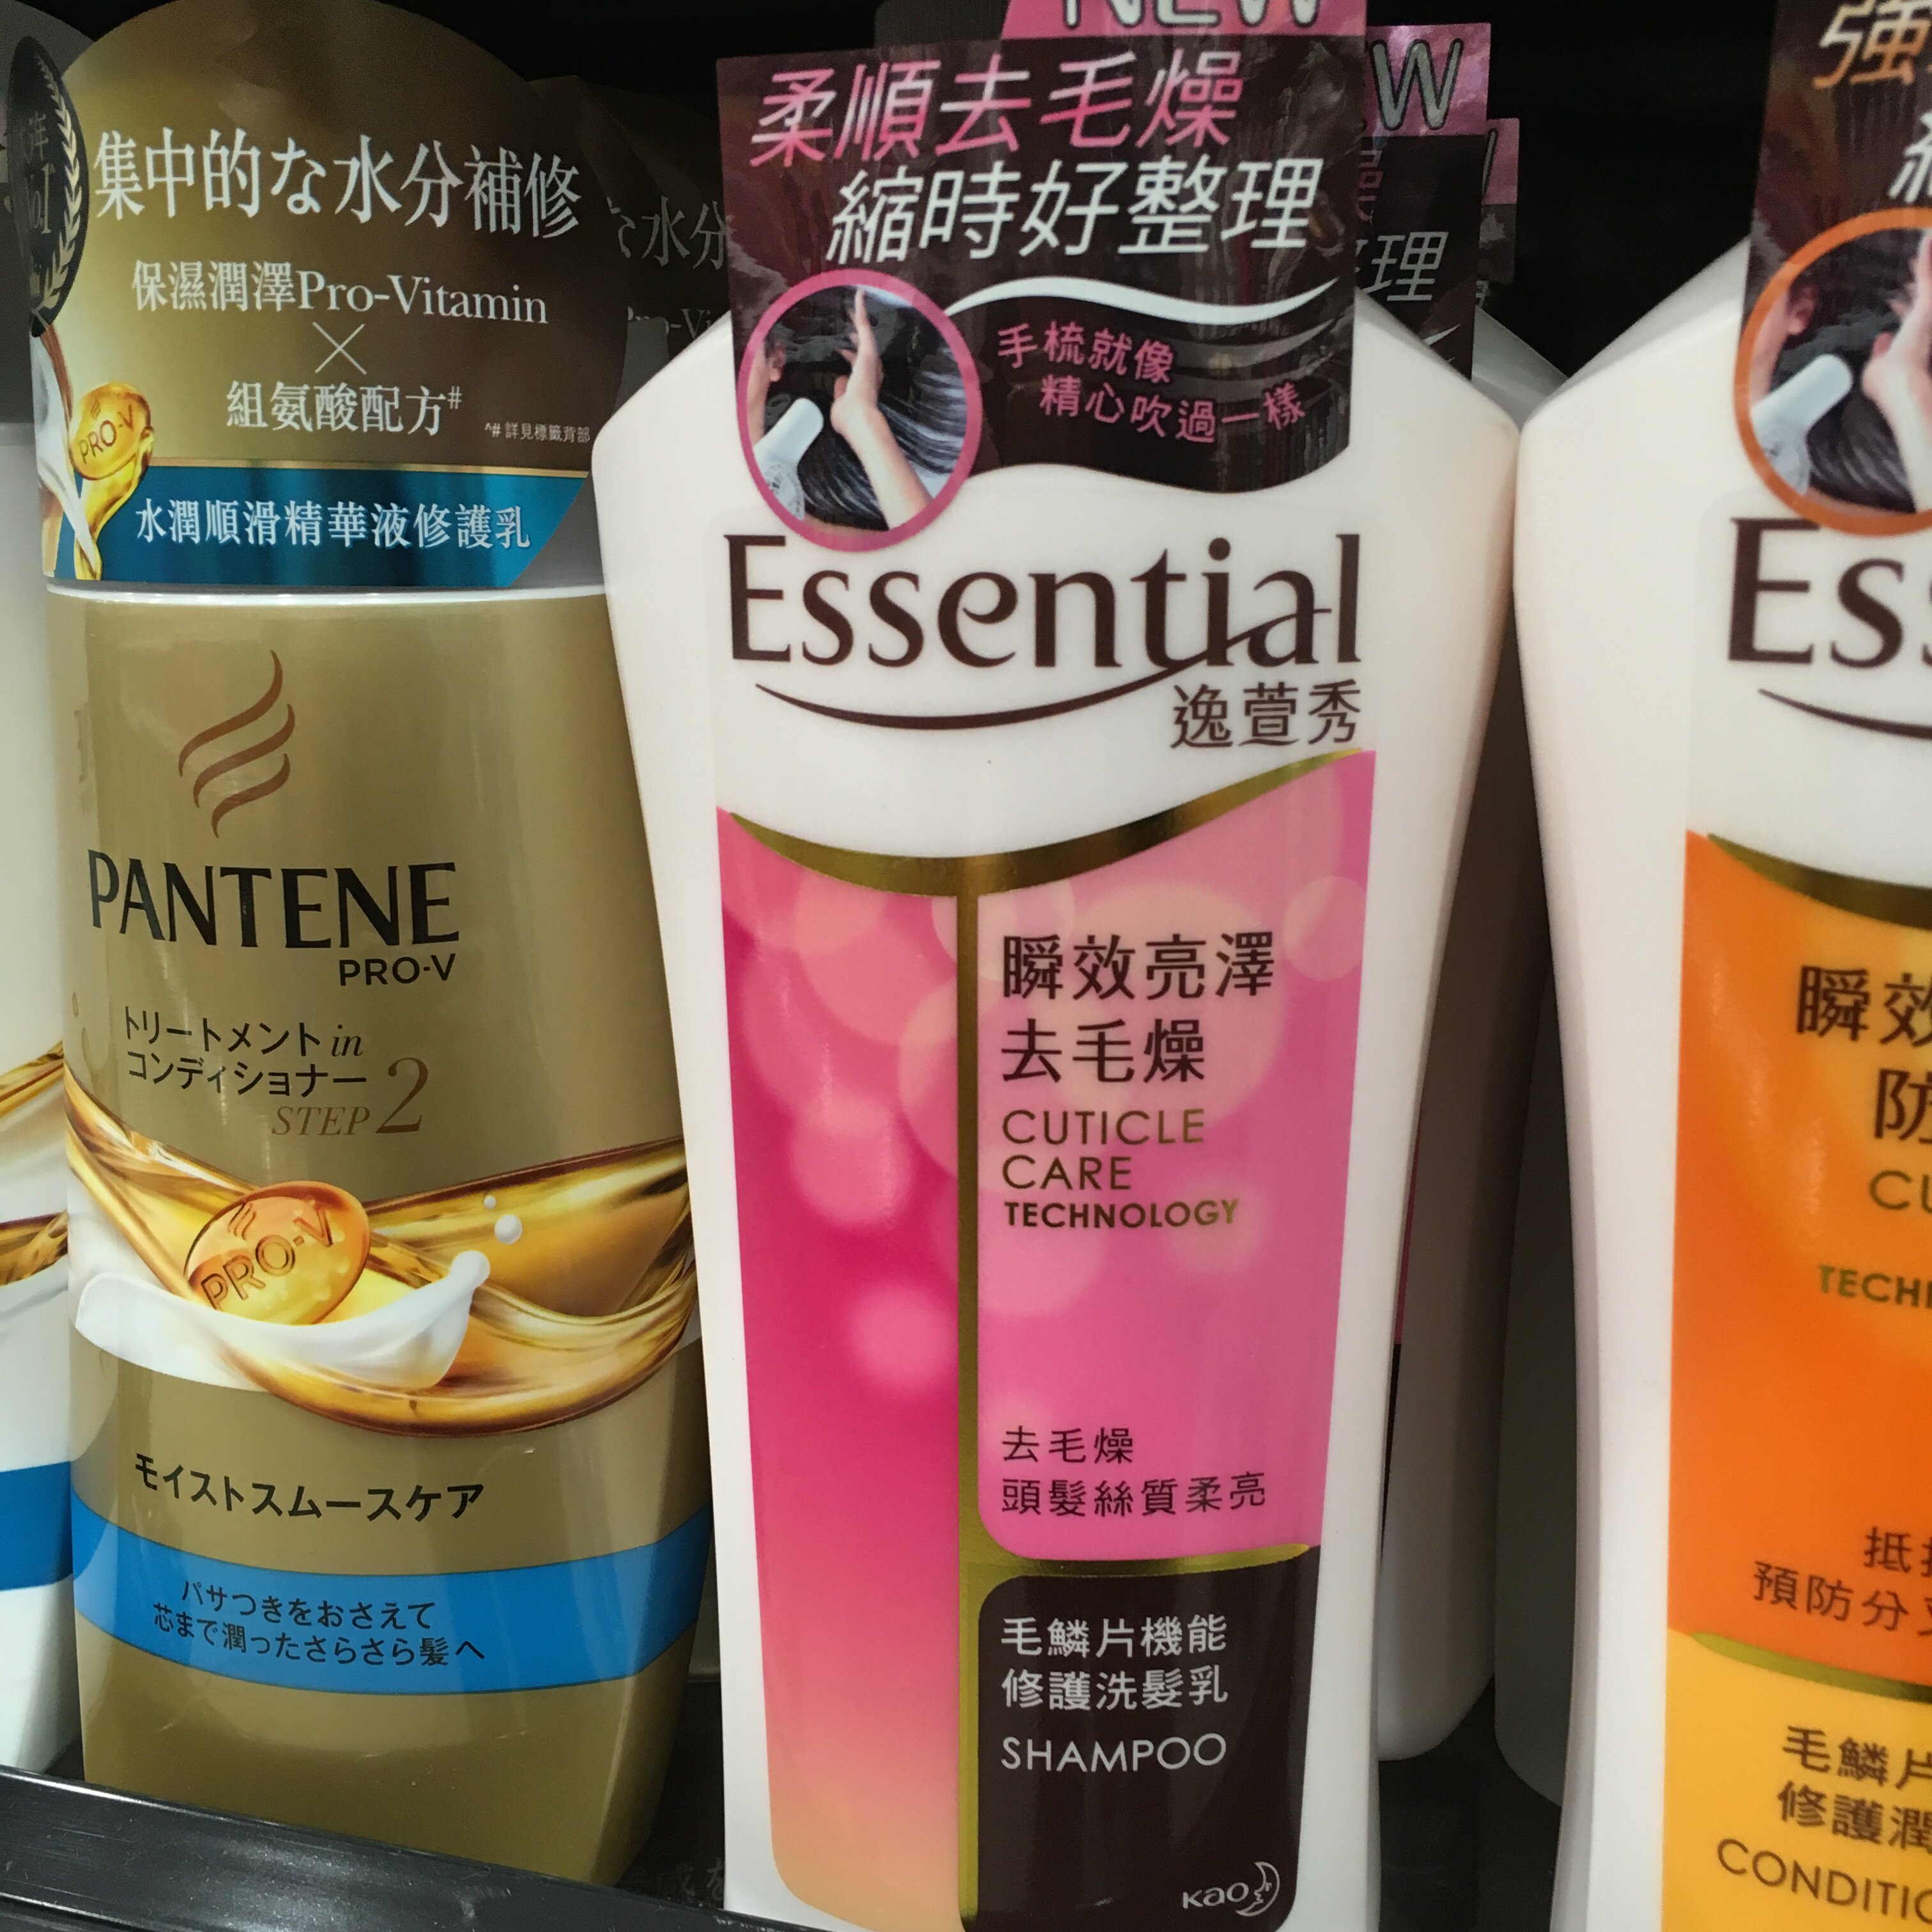 集中的な水分補修
保濕潤澤Pro-Vitamin
×
組氨酸配方#
^# 詳見標籤背部
PRO-V
水潤順滑精華液修護乳
PANTENE
PRO-V
トリートメント in
コンディショナー 2
STEP
PRO-V
モイストスムースケア
パサつきをおさえて
芯まで潤ったさらさら髪へ
NEW
柔順去毛燥
縮時好整理
手梳就像
精心吹過一樣
Essential
逸萱秀
瞬效亮澤
去毛燥
CUTICLE
CARE
TECHNOLOGY
去毛燥
頭髮絲質柔亮
毛鱗片機能
修護洗髮乳
SHAMPOO
Kao
な水分
理
強
瞬效
防
預防分
毛鱗片
修護潤